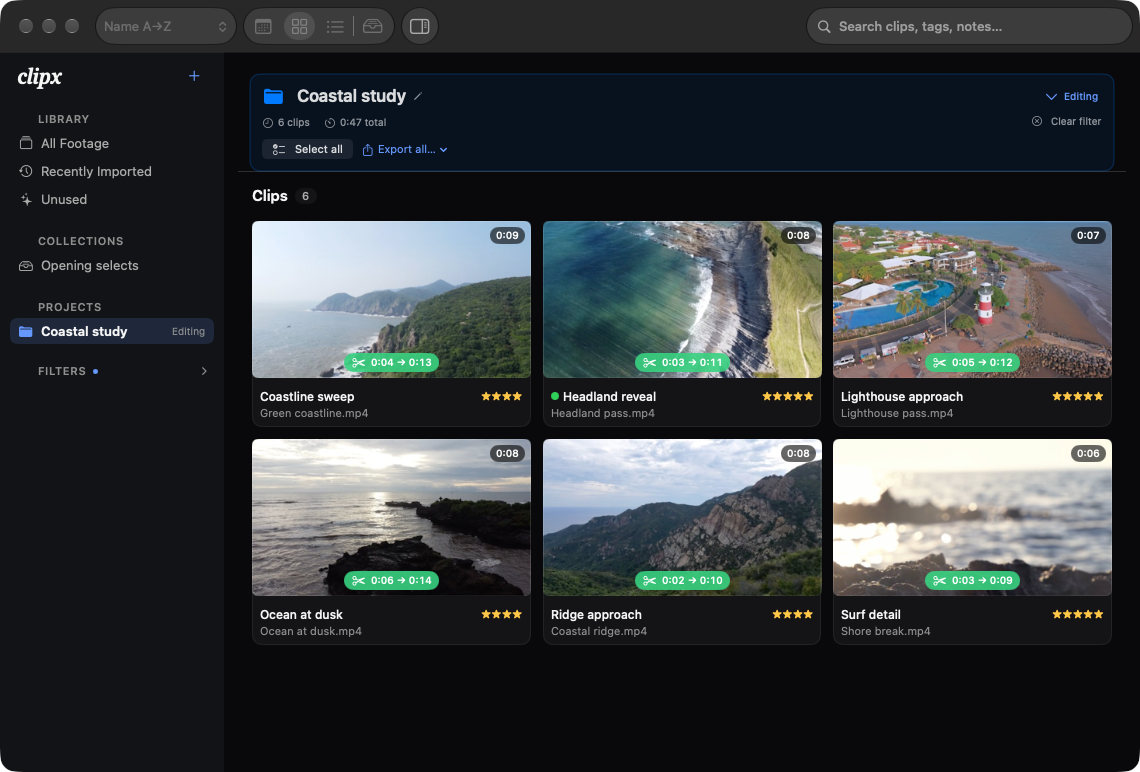 Name A→Z
Search clips, tags, notes...
clipx
LIBRARY
All Footage
Recently Imported
Unused
COLLECTIONS
Opening selects
PROJECTS
Coastal study Editing
FILTERS
Coastal study
Editing
6 clips 0:47 total
Clear filter
Select all Export all...
Clips 6
0:09
0:04 → 0:13
Coastline sweep
Green coastline.mp4
0:08
0:03 → 0:11
Headland reveal
Headland pass.mp4
0:07
0:05 → 0:12
Lighthouse approach
Lighthouse pass.mp4
0:08
0:06 → 0:14
Ocean at dusk
Ocean at dusk.mp4
0:08
0:02 → 0:10
Ridge approach
Coastal ridge.mp4
0:06
0:03 → 0:09
Surf detail
Shore break.mp4